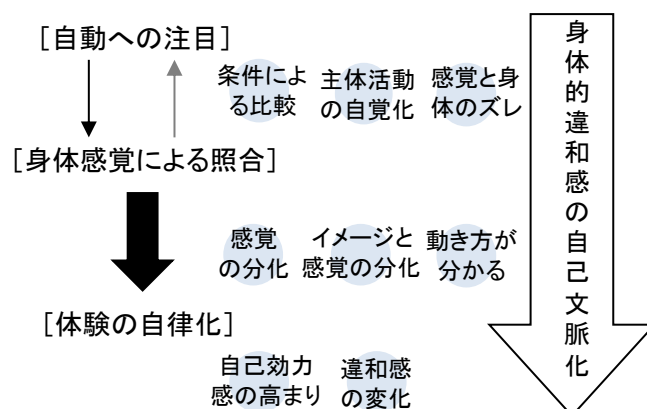 [自動への注目]
条件によ
る比較
主体活動
の自覚化
感覚と身
体のズレ
[身体感覚による照合]
感覚
の分化
イメージと
感覚の分化
動き方が
分かる
[体験の自律化]
自己効力
感の高まり
違和感
の変化
身体的違和感の自己文脈化